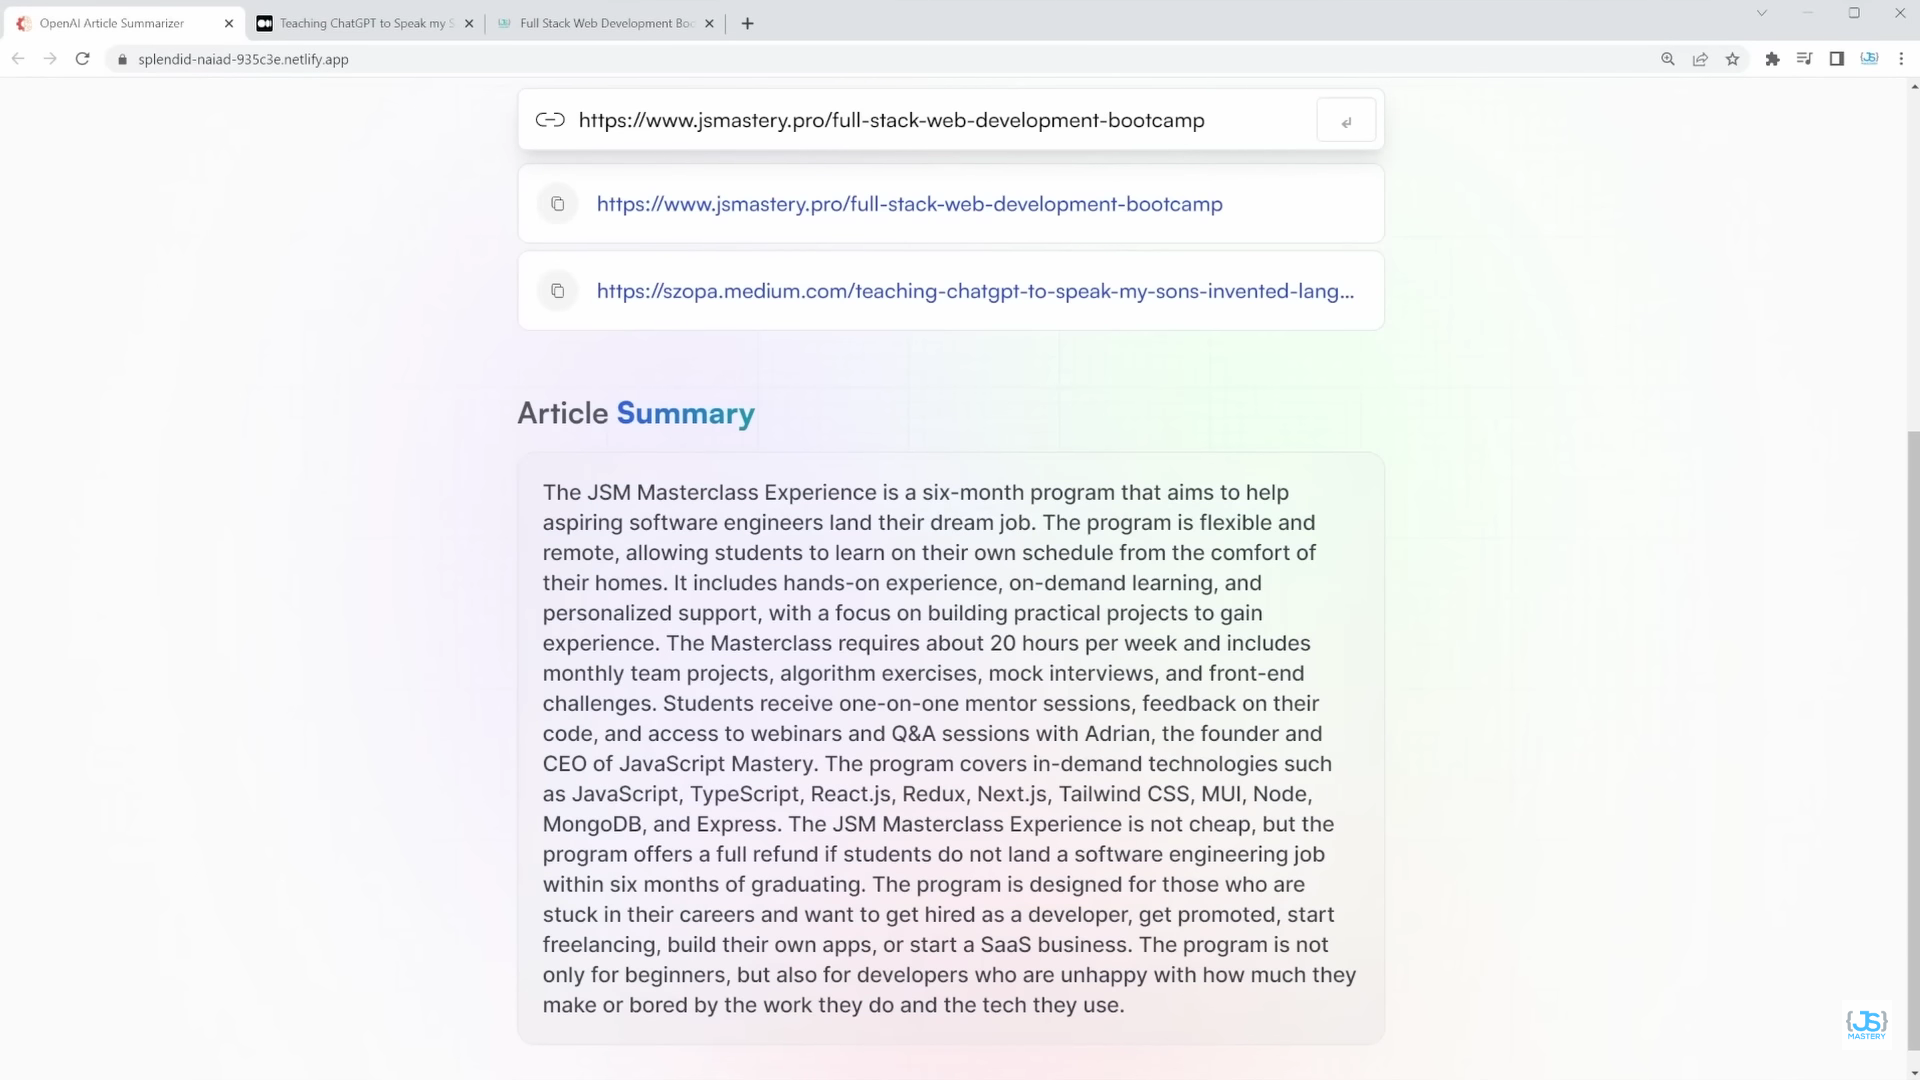 OpenAI Article Summarizer
Teaching ChatGPT to Speak my S
Full Stack Web Development Boo
splendid-naiad-935c3e.netlify.app
https://www.jsmastery.pro/full-stack-web-development-bootcamp
https://www.jsmastery.pro/full-stack-web-development-bootcamp
https://szopa.medium.com/teaching-chatgpt-to-speak-my-sons-invented-lang...
Article Summary
The JSM Masterclass Experience is a six-month program that aims to help
aspiring software engineers land their dream job. The program is flexible and
remote, allowing students to learn on their own schedule from the comfort of
their homes. It includes hands-on experience, on-demand learning, and
personalized support, with a focus on building practical projects to gain
experience. The Masterclass requires about 20 hours per week and includes
monthly team projects, algorithm exercises, mock interviews, and front-end
challenges. Students receive one-on-one mentor sessions, feedback on their
code, and access to webinars and Q&A sessions with Adrian, the founder and
CEO of JavaScript Mastery. The program covers in-demand technologies such
as JavaScript, TypeScript, React.js, Redux, Next.js, Tailwind CSS, MUI, Node,
MongoDB, and Express. The JSM Masterclass Experience is not cheap, but the
program offers a full refund if students do not land a software engineering job
within six months of graduating. The program is designed for those who are
stuck in their careers and want to get hired as a developer, get promoted, start
freelancing, build their own apps, or start a SaaS business. The program is not
only for beginners, but also for developers who are unhappy with how much they
make or bored by the work they do and the tech they use.
{JS}
MASTERY